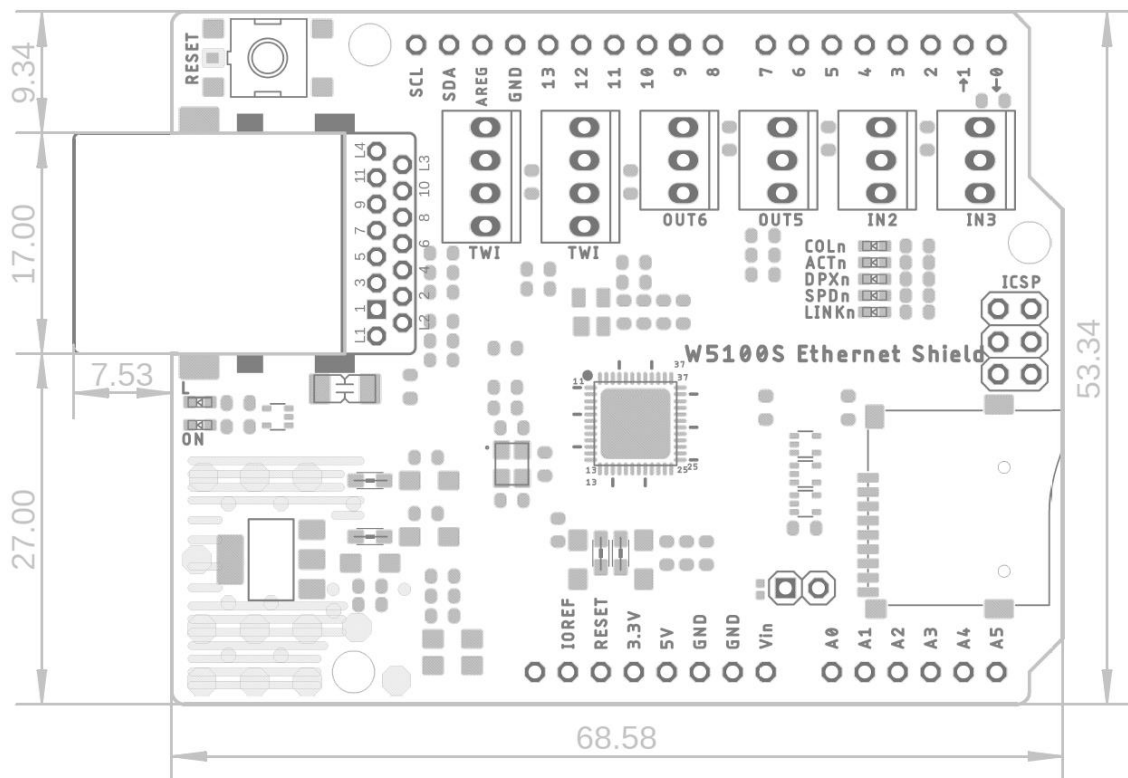 RESET
SCL
SDA
AREG
GND
13
12
11
10
9
8
7
6
5
4
3
2
→1
←0
9.34
17.00
7.53
27.00
53.34
68.58
L4
11
9
7
5
3
1
L1
L3
10
8
6
4
2
L2
TWI
TWI
OUT6
OUT5
IN2
IN3
COLn
ACTn
DPXn
SPDn
LINKn
ICSP
W5100S Ethernet Shield
L
ON
11
37
37
13
13
25
25
IOREF
RESET
3.3V
5V
GND
GND
Vin
A0
A1
A2
A3
A4
A5